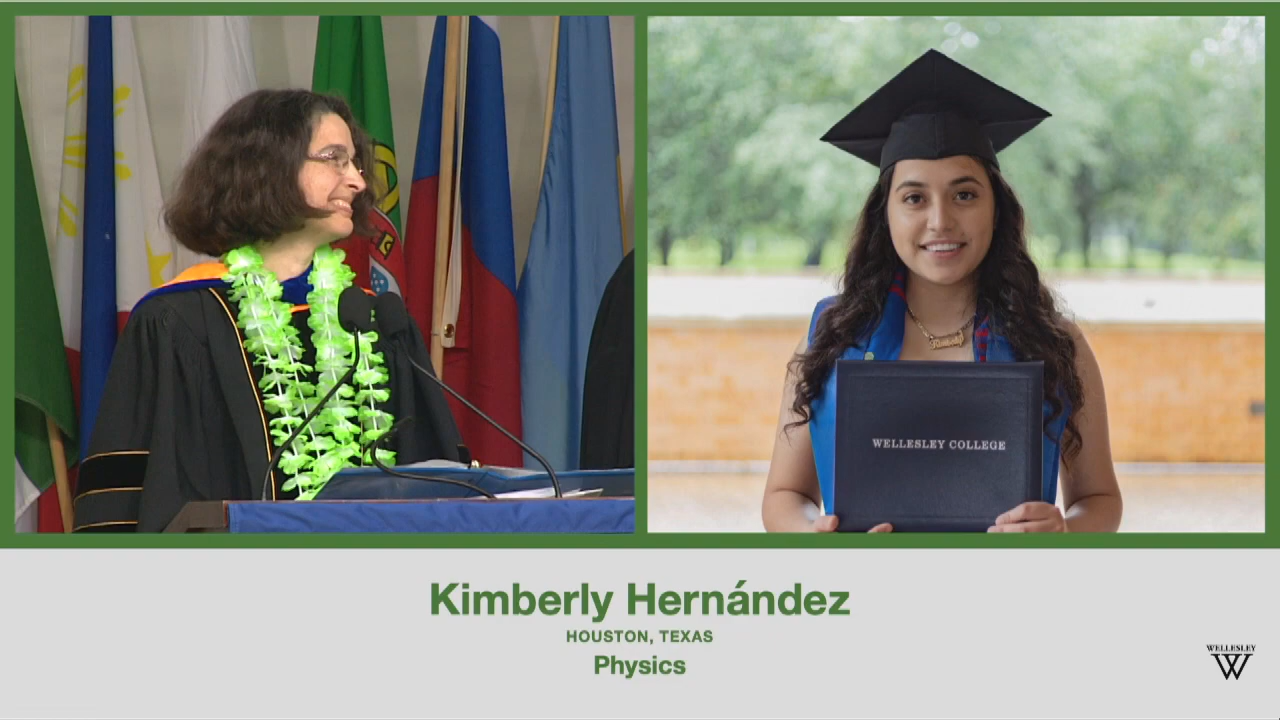 WELLESLEY COLLEGE
Kimberly Hernández
HOUSTON, TEXAS
Physics
WELLESLEY
W